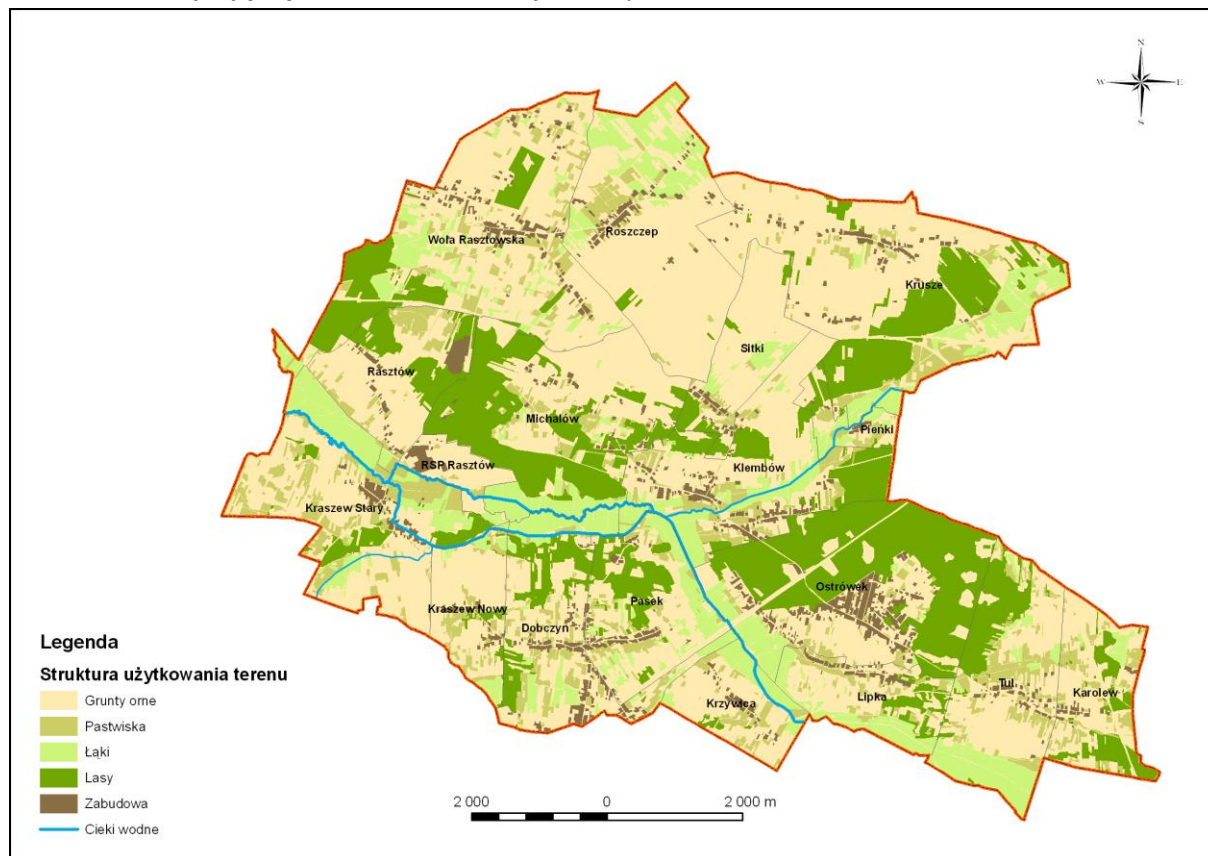 N
W E
S
Wola Rasztowska
Roszczep
Krusze
Sitki
Rasztów
Michałów
Pieńki
RSP Rasztów
Klembów
Kraszew Stary
Ostrówek
Kraszew Nowy
Pasek
Dobczyn
Krzywica
Lipka
Tul
Karolew
Legenda
Struktura użytkowania terenu
Grunty orne
Pastwiska
Łąki
Lasy
Zabudowa
Cieki wodne
2 000 0 2 000 m